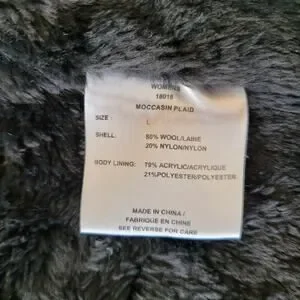 WOMENS
18018
MOCCASIN PLAID
SIZE : L
SHELL: 80% WOOL/LAINE
20% NYLON/NYLON
BODY LINING: 79% ACRYLIC/ACRYLIQUE
21% POLYESTER/POLYESTER
MADE IN CHINA /
FABRIQUE EN CHINE
SEE REVERSE FOR CARE